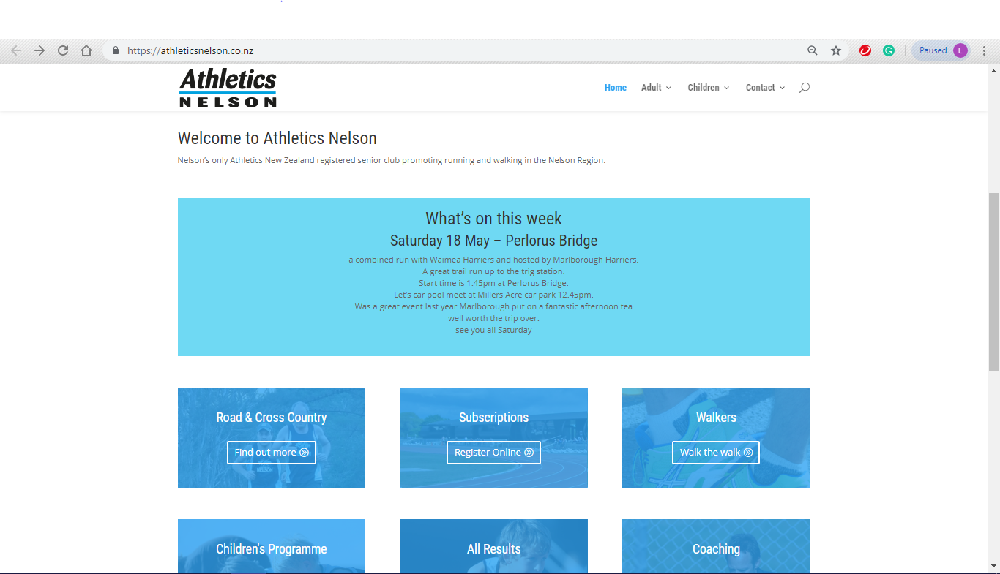 https://athleticsnelson.co.nz
Paused L
Athletics
NELSON
Home Adult Children Contact
Welcome to Athletics Nelson
Nelson’s only Athletics New Zealand registered senior club promoting running and walking in the Nelson Region.
What’s on this week
Saturday 18 May – Perlorus Bridge
a combined run with Waimea Harriers and hosted by Marlborough Harriers.
A great trail run up to the trig station.
Start time is 1.45pm at Perlorus Bridge.
Let’s car pool meet at Millers Acre car park 12.45pm.
Was a great event last year Marlborough put on a fantastic afternoon tea
well worth the trip over.
see you all Saturday
Road & Cross Country
Find out more
Subscriptions
Register Online
Walkers
Walk the walk
Children's Programme
All Results
Coaching